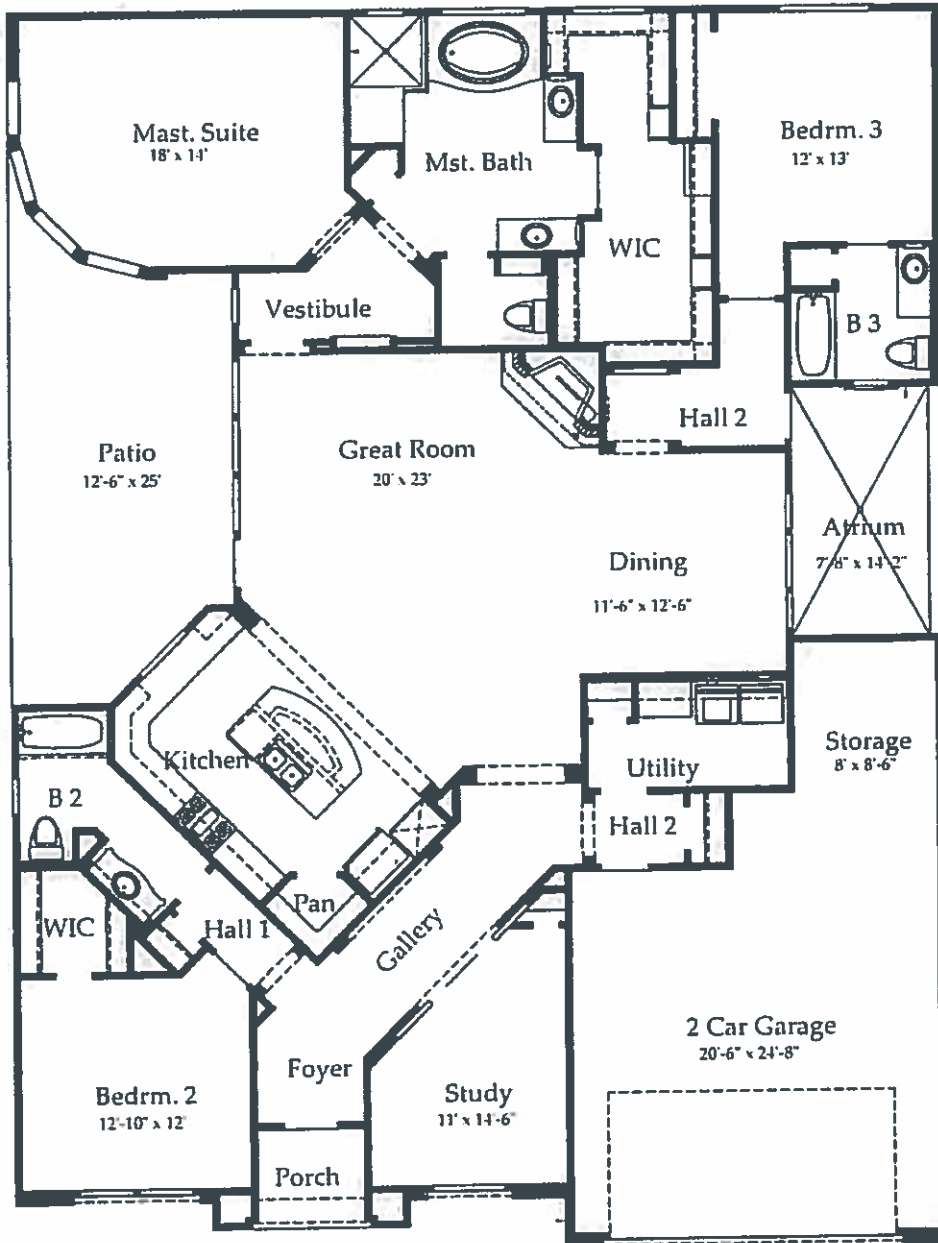 Mast. Suite
18' x 14'
Mst. Bath
Bedrm. 3
12' x 13'
WIC
Vestibule
B 3
Hall 2
Patio
12'-6" x 25'
Great Room
20' x 23'
Atrium
7'-8" x 14'-2"
Dining
11'-6" x 12'-6"
Storage
8' x 8'-6"
Kitchen
Utility
B 2
Hall 2
Pan
WIC
Hall 1
Gallery
2 Car Garage
20'-6" x 24'-8"
Foyer
Bedrm. 2
12'-10" x 12'
Study
11' x 14'-6"
Porch